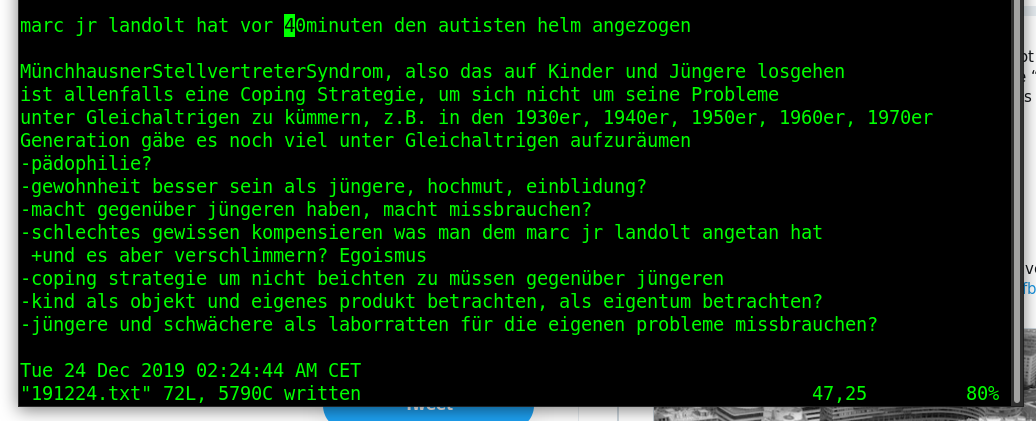 marc jr landolt hat vor 40minuten den autisten helm angezogen
MünchhausnerStellvertreterSyndrom, also das auf Kinder und Jüngere losgehen
ist allenfalls eine Coping Strategie, um sich nicht um seine Probleme
unter Gleichaltrigen zu kümmern, z.B. in den 1930er, 1940er, 1950er, 1960er, 1970er
Generation gäbe es noch viel unter Gleichaltrigen aufzuräumen
-pädophilie?
-gewohnheit besser sein als jüngere, hochmut, einblidung?
-macht gegenüber jüngeren haben, macht missbrauchen?
-schlechtes gewissen kompensieren was man dem marc jr landolt angetan hat
+und es aber verschlimmern? Egoismus
-coping strategie um nicht beichten zu müssen gegenüber jüngeren
-kind als objekt und eigenes produkt betrachten, als eigentum betrachten?
-jüngere und schwächere als laborratten für die eigenen probleme missbrauchen?
Tue 24 Dec 2019 02:24:44 AM CET
"191224.txt" 72L, 5790C written 47,25 80%
Tweet